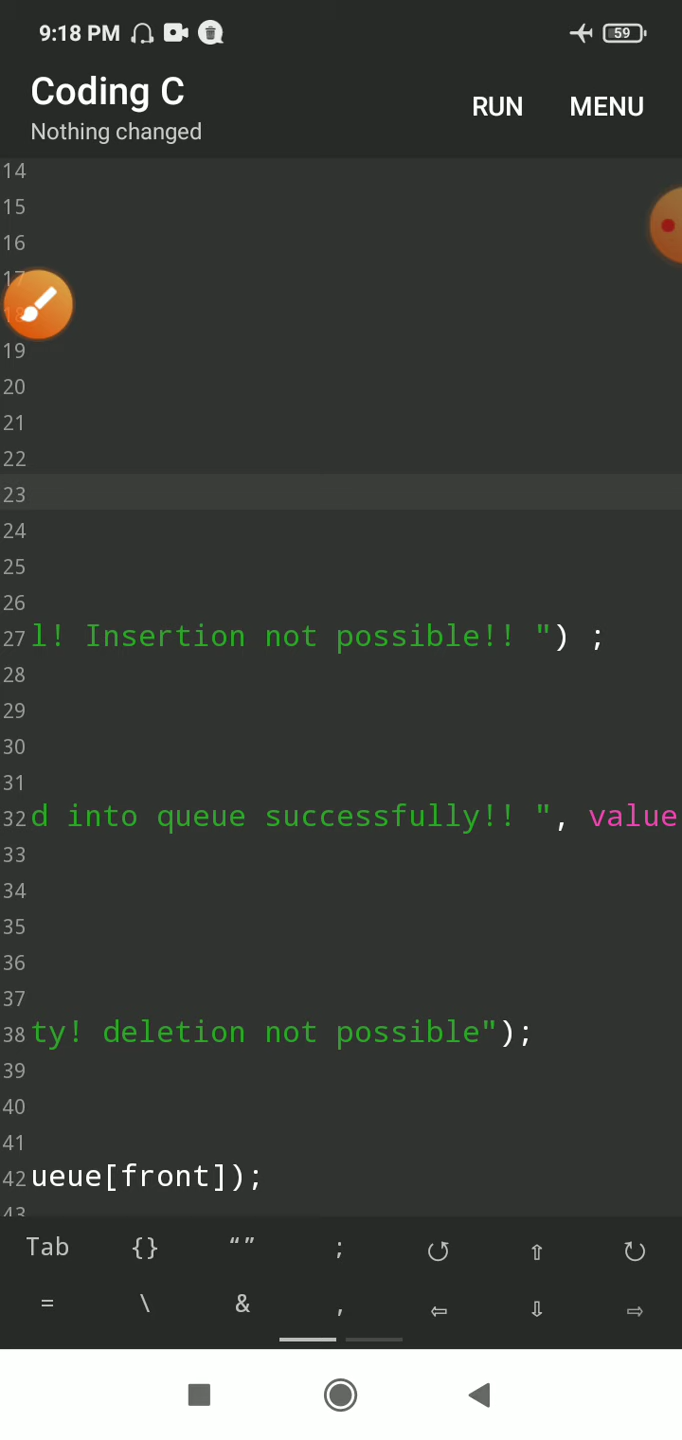 9:18 PM 59
Coding C
Nothing changed
RUN MENU
14
15
16
17
18
19
20
21
22
23
24
25
26
27 l! Insertion not possible!! ") ;
28
29
30
31
32 d into queue successfully!! ", value
33
34
35
36
37
38 ty! deletion not possible");
39
40
41
42 ueue[front]);
43
Tab {} “” ; ↺ ⇧ ↻
= \ & , ⇦ ⇩ ⇨